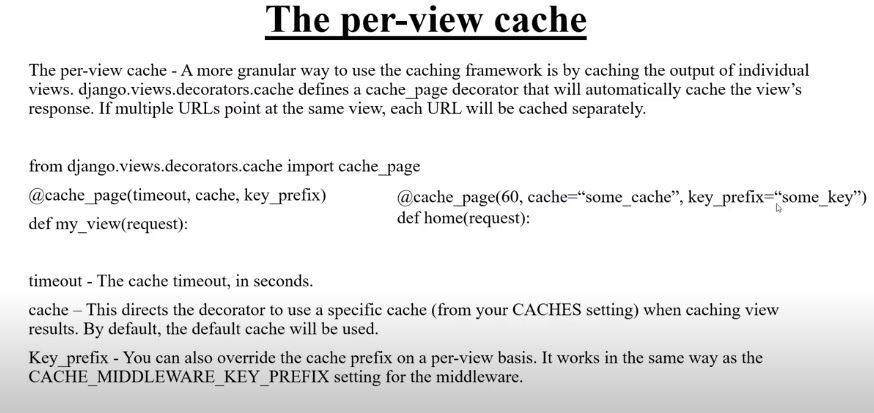 The per-view cache
The per-view cache - A more granular way to use the caching framework is by caching the output of individual
views. django.views.decorators.cache defines a cache_page decorator that will automatically cache the view’s
response. If multiple URLs point at the same view, each URL will be cached separately.
from django.views.decorators.cache import cache_page
@cache_page(timeout, cache, key_prefix)
def my_view(request):
@cache_page(60, cache=“some_cache”, key_prefix=“some_key”)
def home(request):
timeout - The cache timeout, in seconds.
cache – This directs the decorator to use a specific cache (from your CACHES setting) when caching view
results. By default, the default cache will be used.
Key_prefix - You can also override the cache prefix on a per-view basis. It works in the same way as the
CACHE_MIDDLEWARE_KEY_PREFIX setting for the middleware.